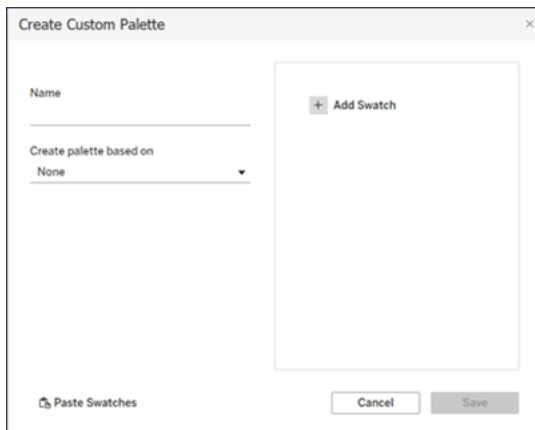 Create Custom Palette
Name
Create palette based on
None
Add Swatch
Paste Swatches
Cancel
Save